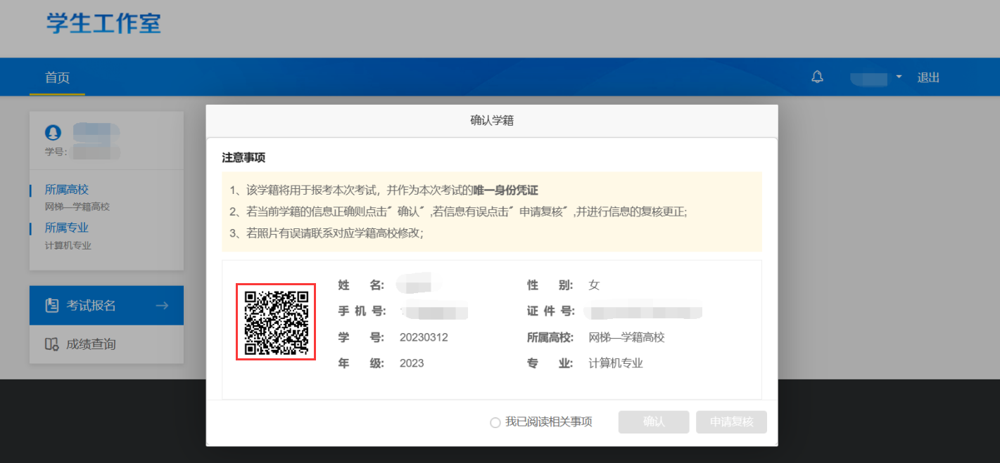 学生工作室
首页
退出
确认学籍
学号:
注意事项
1、该学籍将用于报考本次考试，并作为本次考试的唯一身份凭证
2、若当前学籍的信息正确则点击“确认”,若信息有误点击“申请复核”,并进行信息的复核更正;
3、若照片有误请联系对应学籍高校修改;
所属高校
网梯—学籍高校
所属专业
计算机专业
考试报名
成绩查询
姓 名:
性 别: 女
手 机 号:
证 件 号:
学 号: 20230312
所属高校: 网梯—学籍高校
年 级: 2023
专 业: 计算机专业
我已阅读相关事项
确认
申请复核